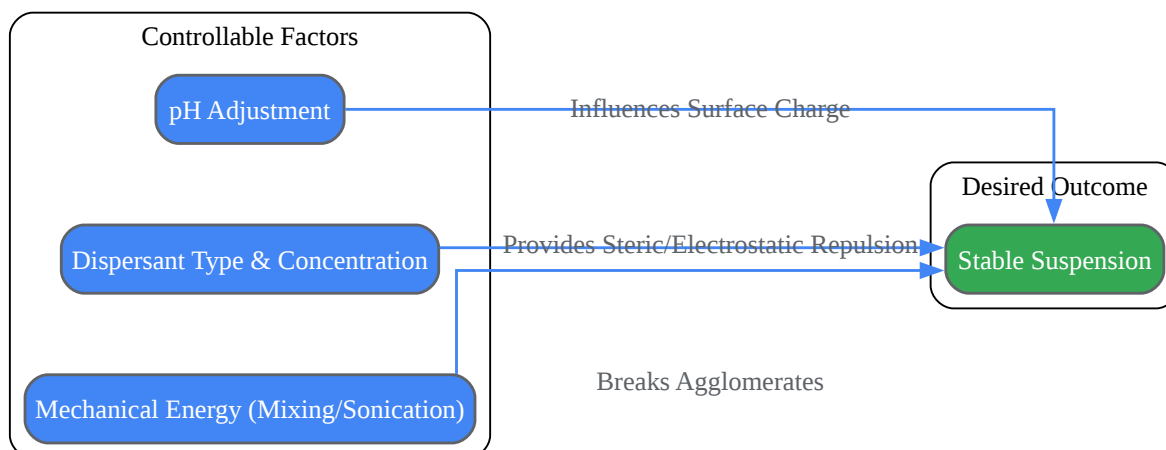 Controllable Factors
pH Adjustment
Influences Surface Charge
Desired Outcome
Dispersant Type & Concentration
Provides Steric/Electrostatic Repulsion
Stable Suspension
Breaks Agglomerates
Mechanical Energy (Mixing/Sonication)